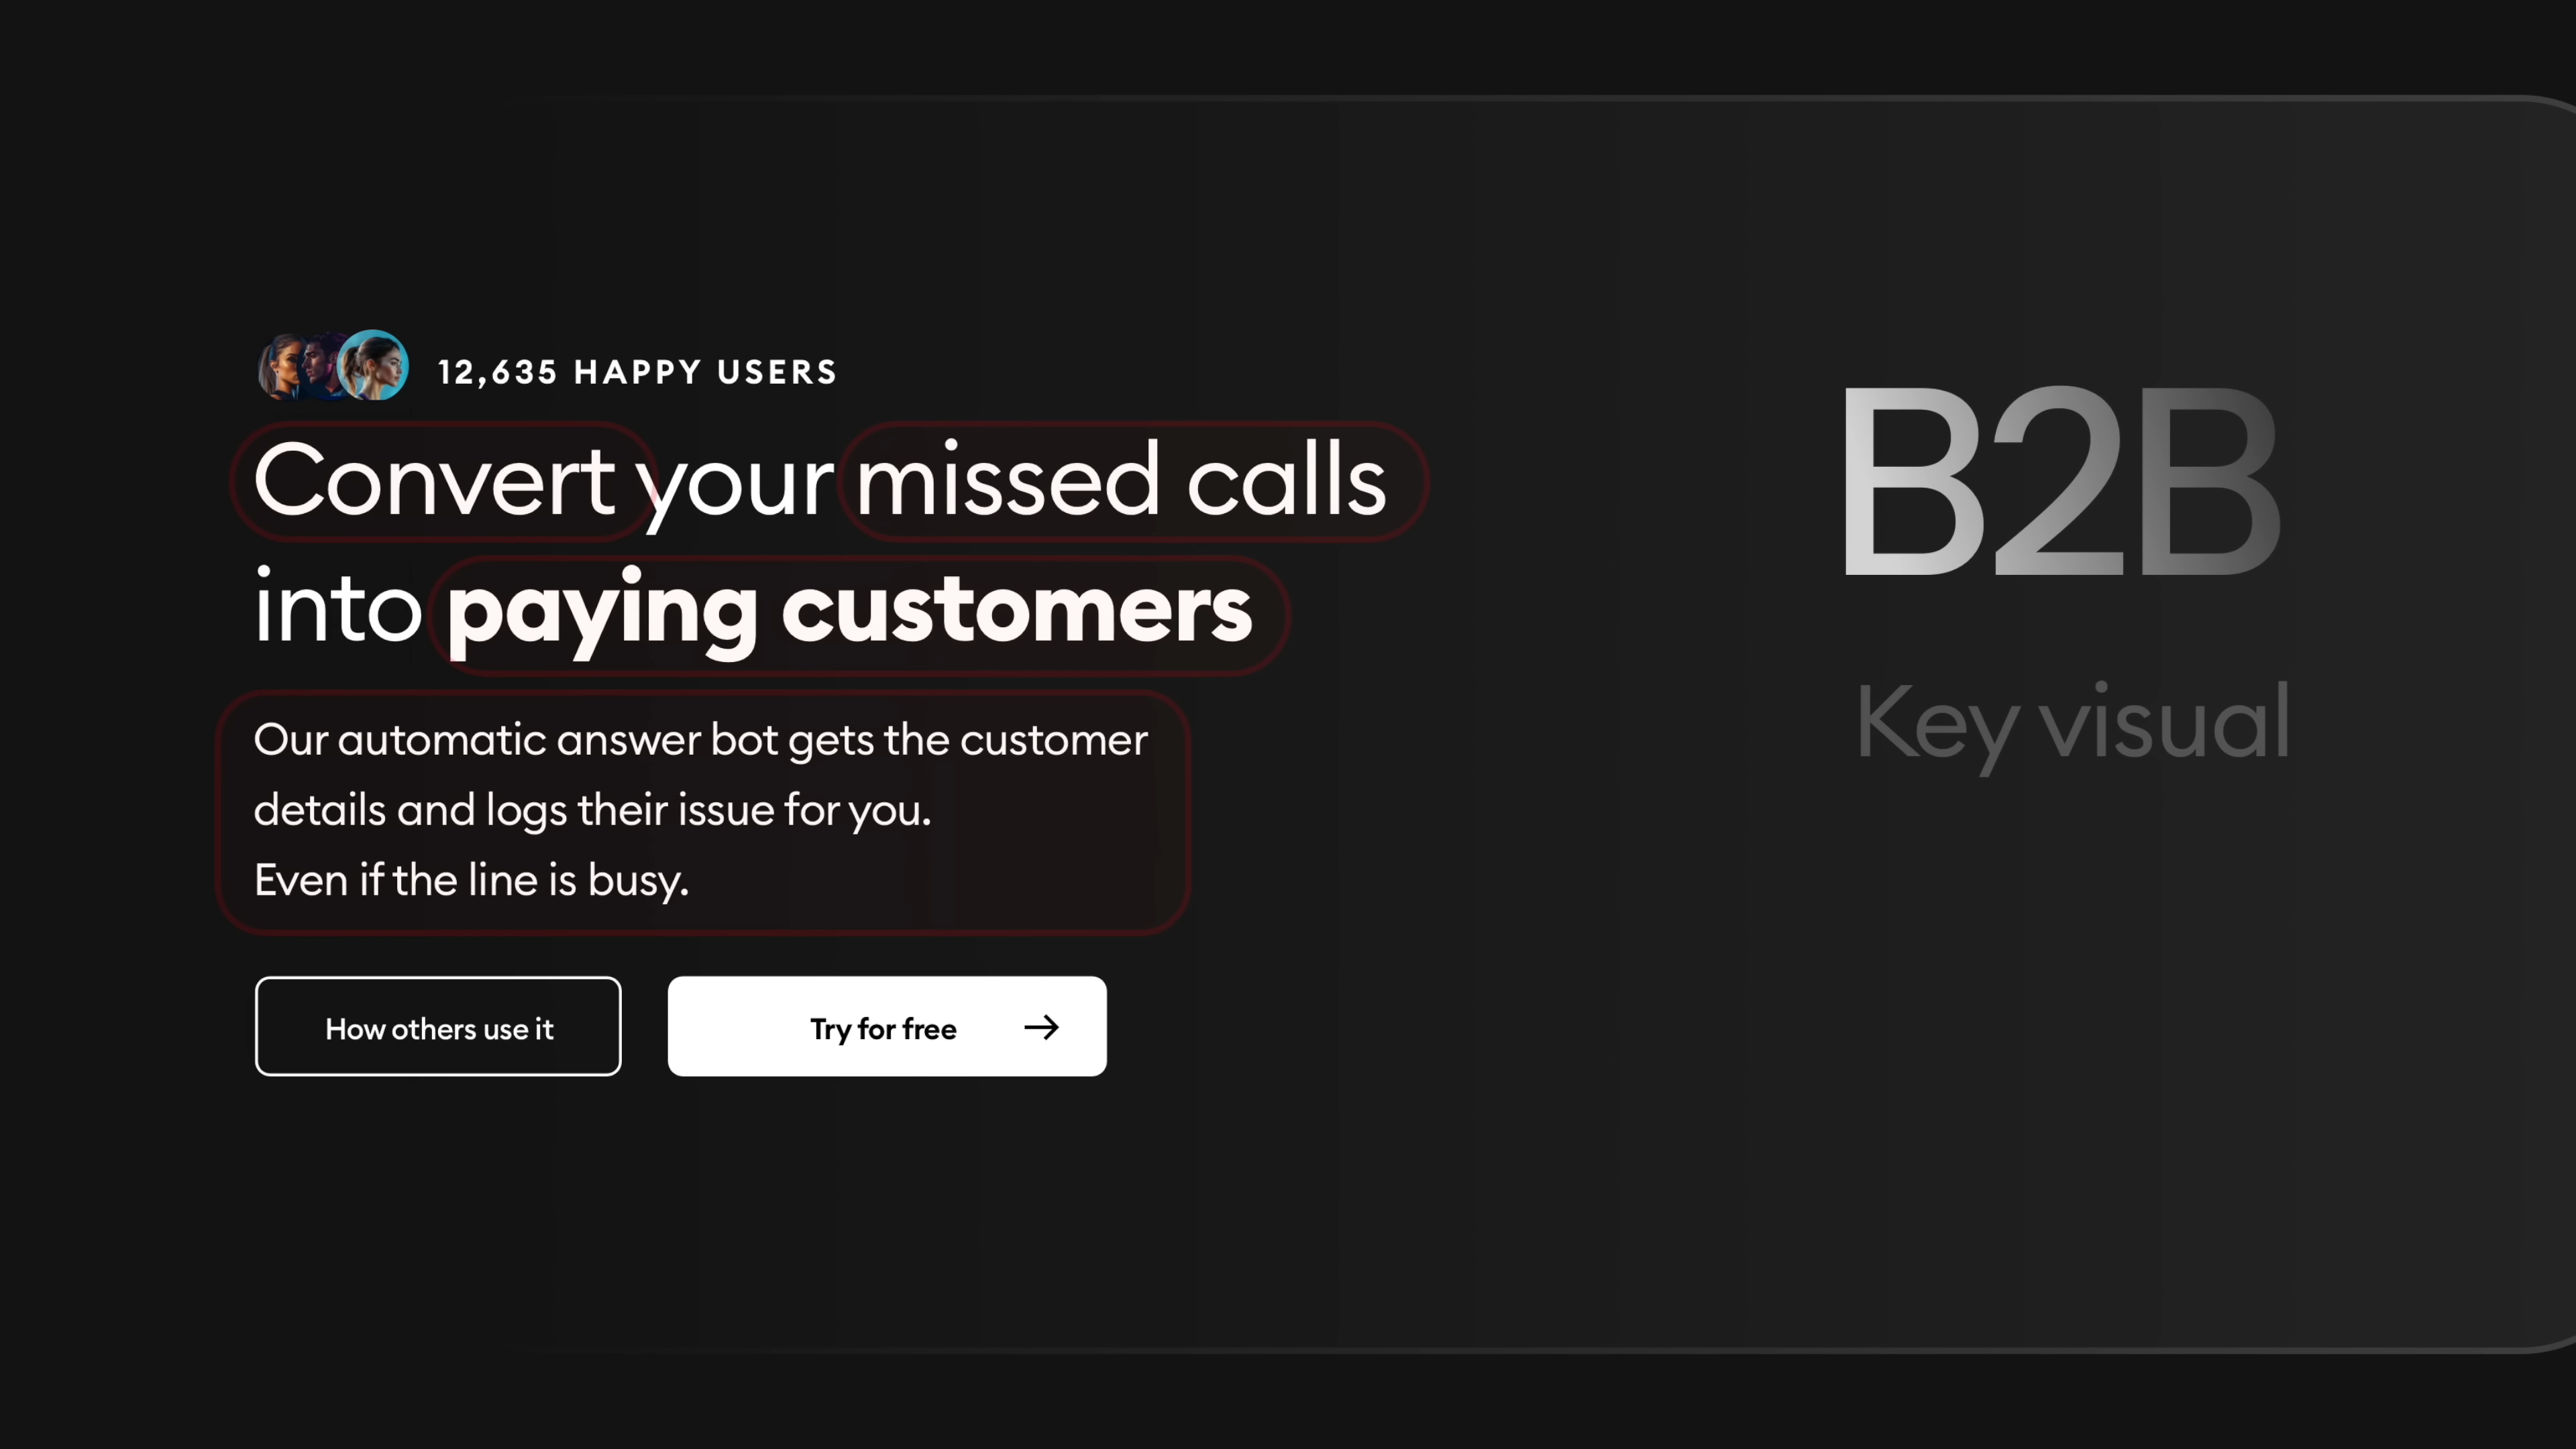 12,635 HAPPY USERS
Convert your missed calls
into paying customers
Our automatic answer bot gets the customer
details and logs their issue for you.
Even if the line is busy.
How others use it
Try for free
B2B
Key visual